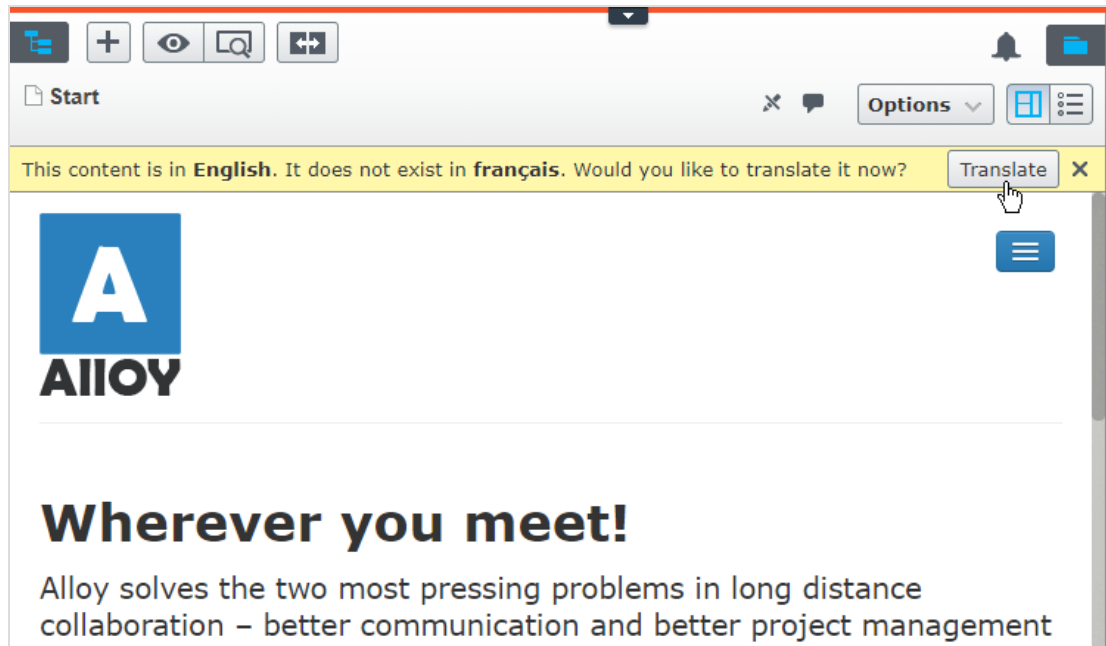 Start
Options
This content is in English. It does not exist in français. Would you like to translate it now?
Translate
A
AllOY
Wherever you meet!
Alloy solves the two most pressing problems in long distance
collaboration – better communication and better project management